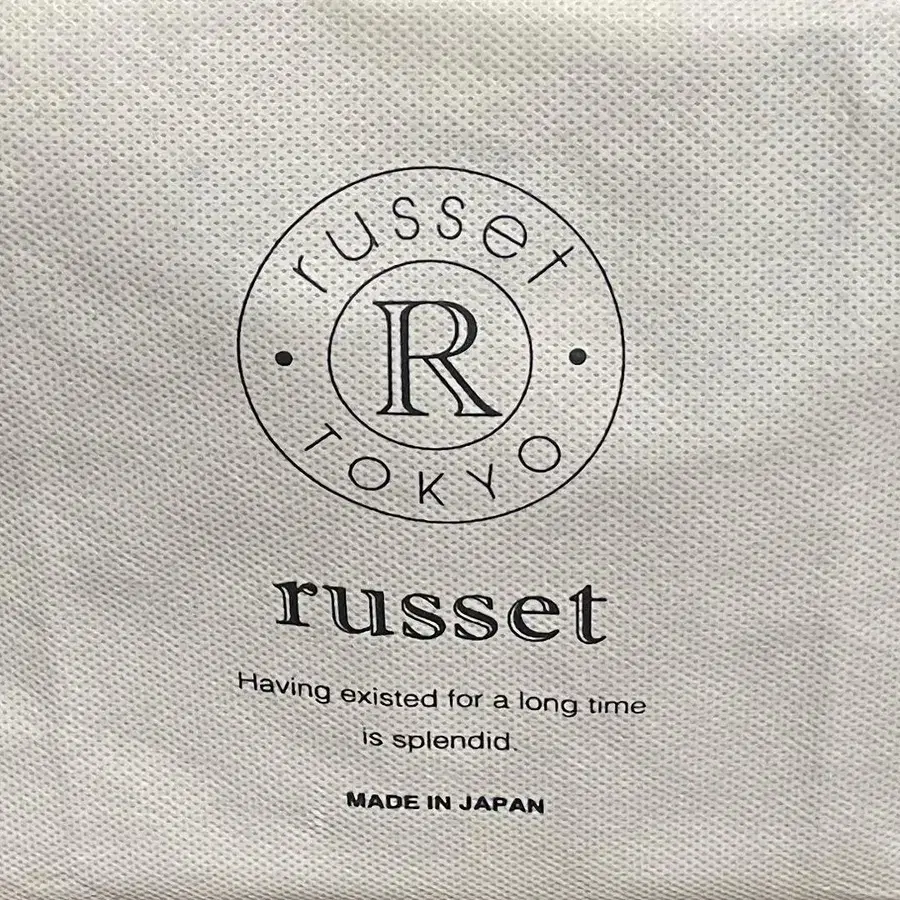 russet
R
TOKYO
russet
Having existed for a long time
is splendid.
MADE IN JAPAN